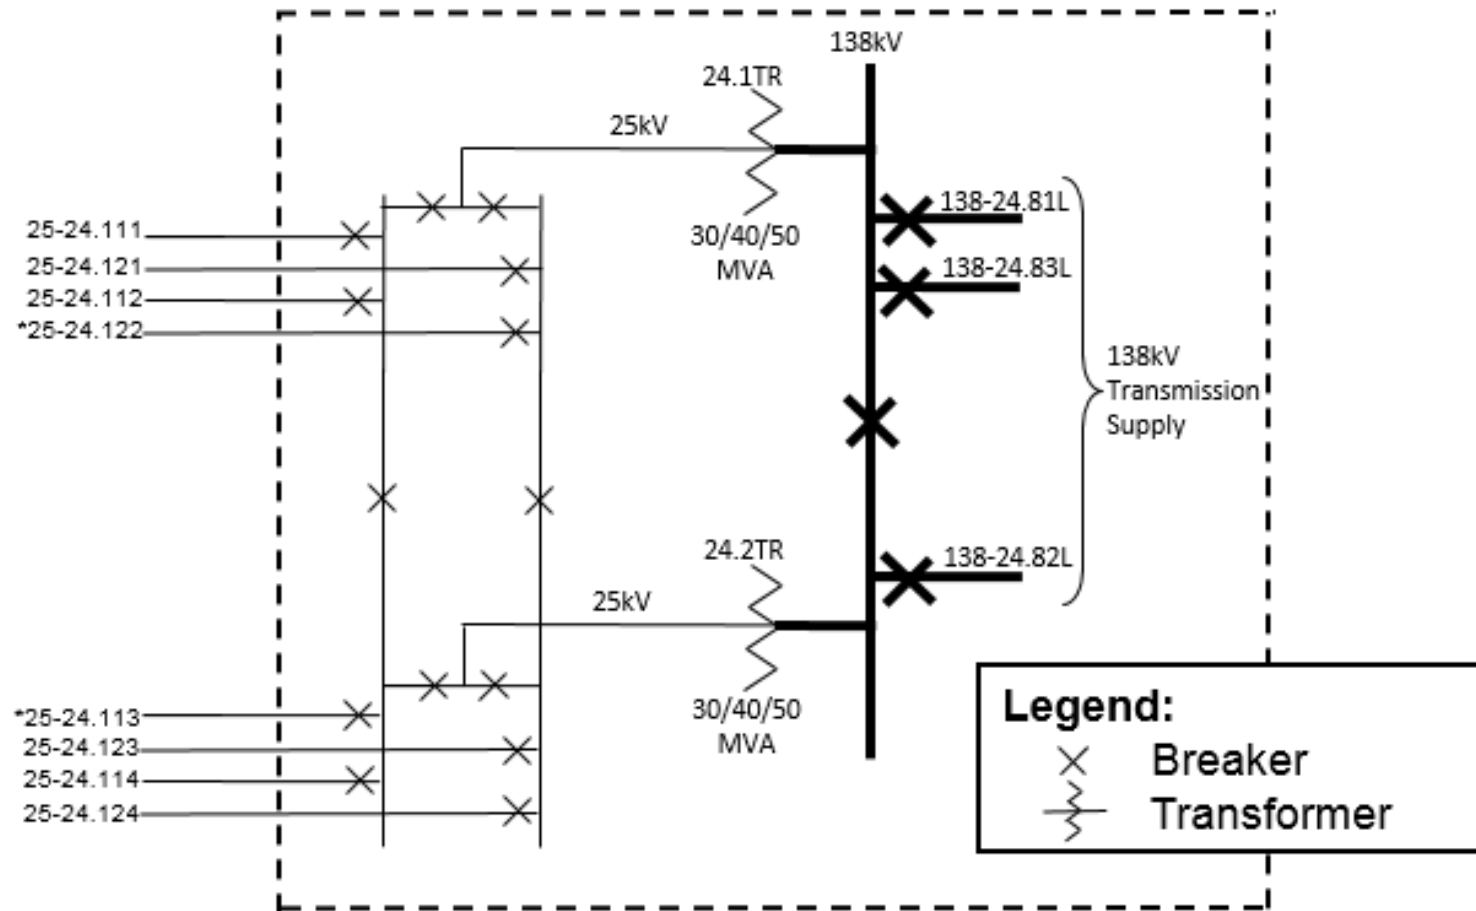 138kV
24.1TR
25kV
30/40/50
MVA
138-24.81L
138-24.83L
25-24.111
25-24.121
25-24.112
*25-24.122
138kV
Transmission
Supply
24.2TR
138-24.82L
25kV
30/40/50
MVA
*25-24.113
25-24.123
25-24.114
25-24.124
Legend:
Breaker
Transformer